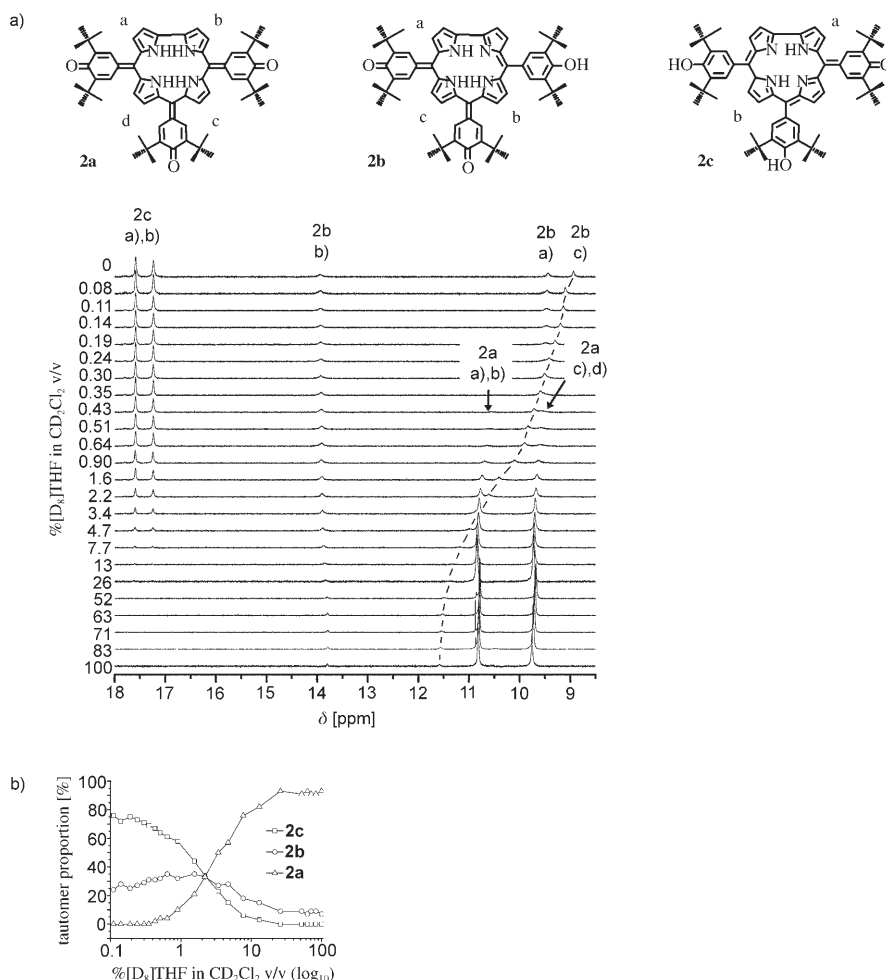 a)
a b
NHHN
O O
NHHN
d c
O
2a
a
NH N
O OH
NHHN
c b
O
2b
a
N HN
HO O
NH N
b
HO
2c
2c
a),b)
2b
b)
2b
a)
2b
c)
2a
a),b)
2a
c),d)
%[D8]THF in CD2Cl2 v/v
0
0.08
0.11
0.14
0.19
0.24
0.30
0.35
0.43
0.51
0.64
0.90
1.6
2.2
3.4
4.7
7.7
13
26
52
63
71
83
100
18 17 16 15 14 13 12 11 10 9
δ [ppm]
b)
tautomer proportion [%]
100
80
60
40
20
0
2c
2b
2a
0.1 1 10 100
%[D8]THF in CD2Cl2 v/v (log10)